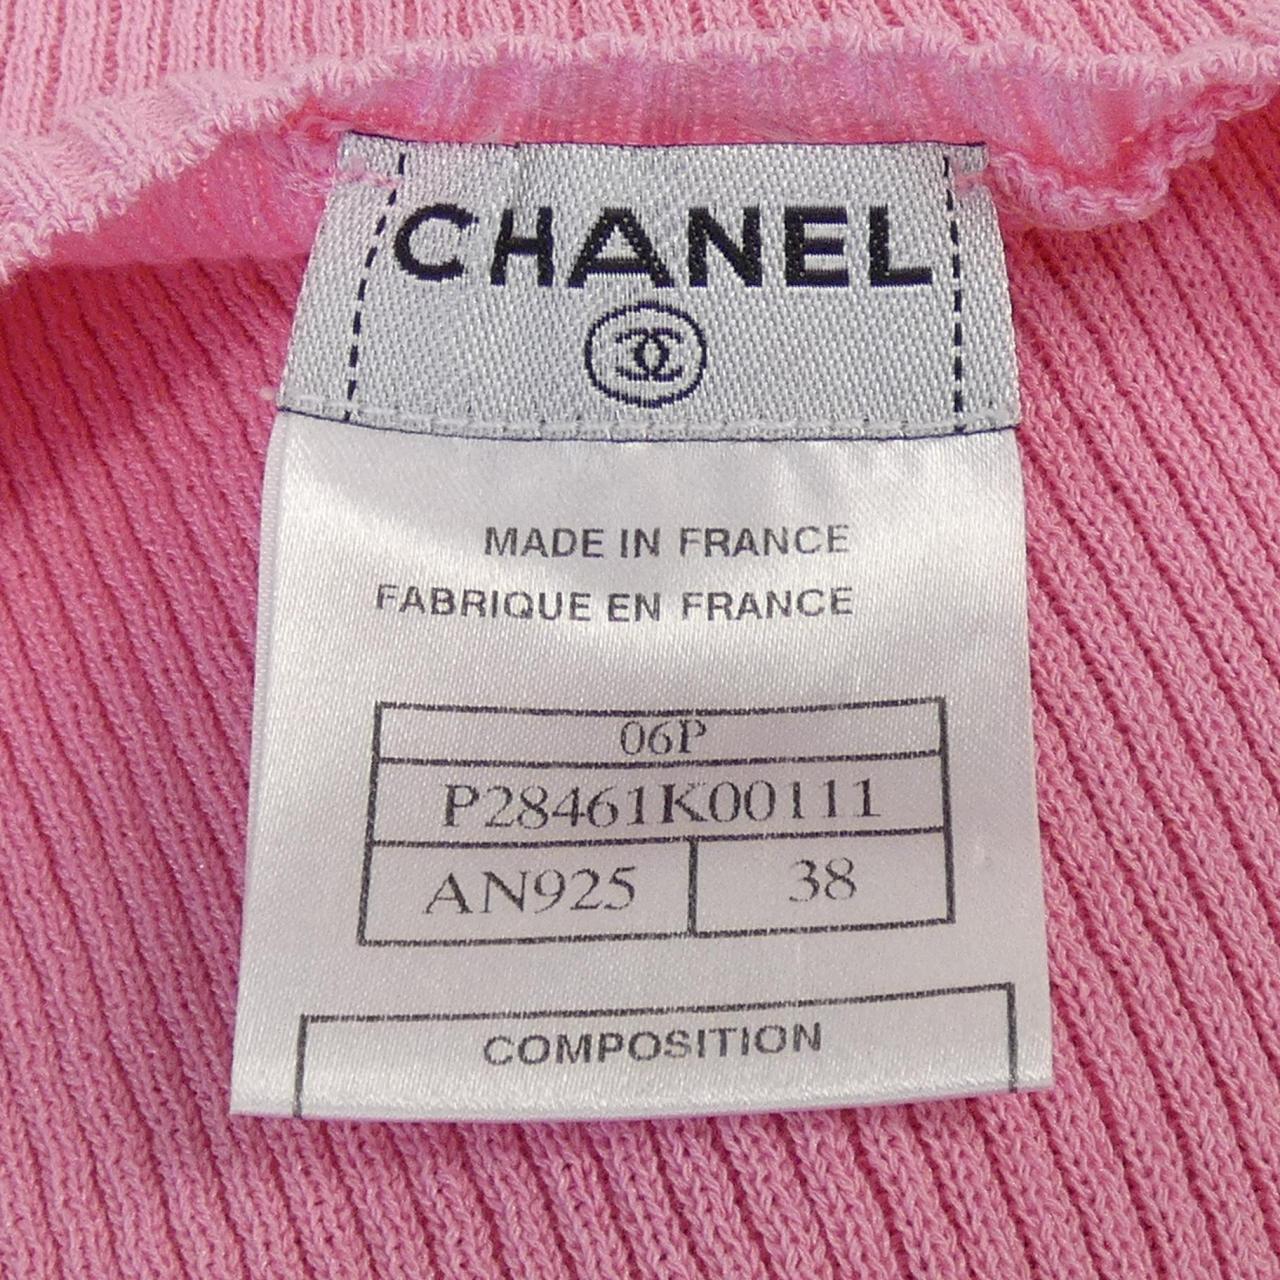 CHANEL
MADE IN FRANCE
FABRIQUE EN FRANCE
06P
P28461K00111
AN925 38
COMPOSITION